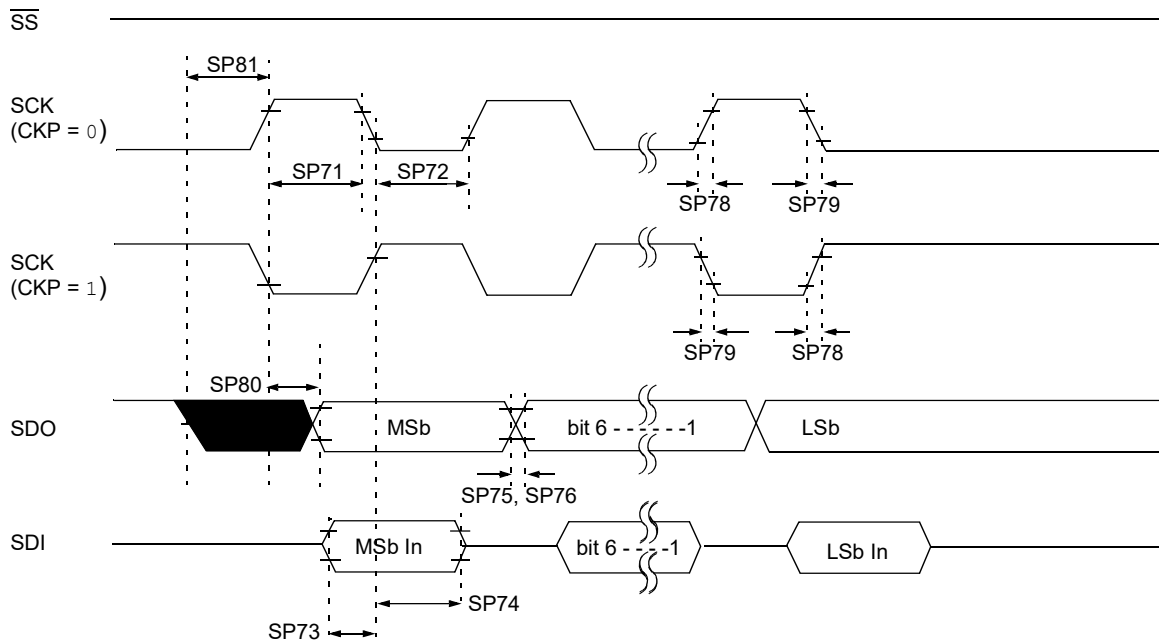 SS
SP81
SCK
(CKP = 0)
SP71
SP72
SP78
SP79
SCK
(CKP = 1)
SP79
SP78
SP80
SDO
MSb
bit 6 - - - - - -1
LSb
SP75, SP76
SDI
MSb In
bit 6 - - - - -1
LSb In
SP74
SP73